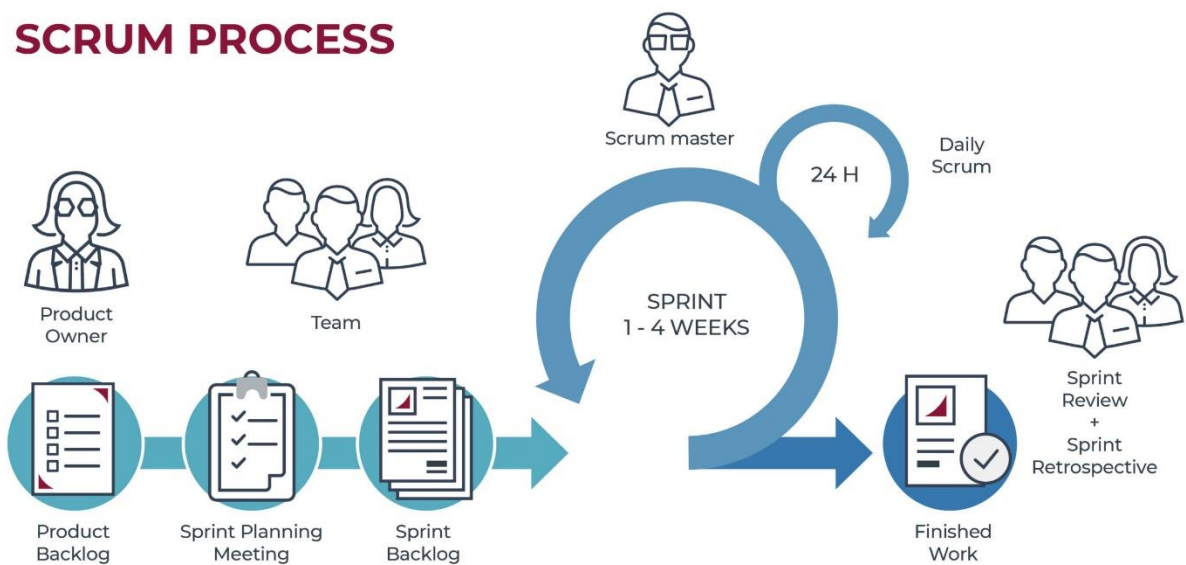 SCRUM PROCESS
Scrum master
24 H
Daily
Scrum
Product
Owner
Team
SPRINT
1 - 4 WEEKS
Sprint
Review
+
Sprint
Retrospective
Product
Backlog
Sprint Planning
Meeting
Sprint
Backlog
Finished
Work